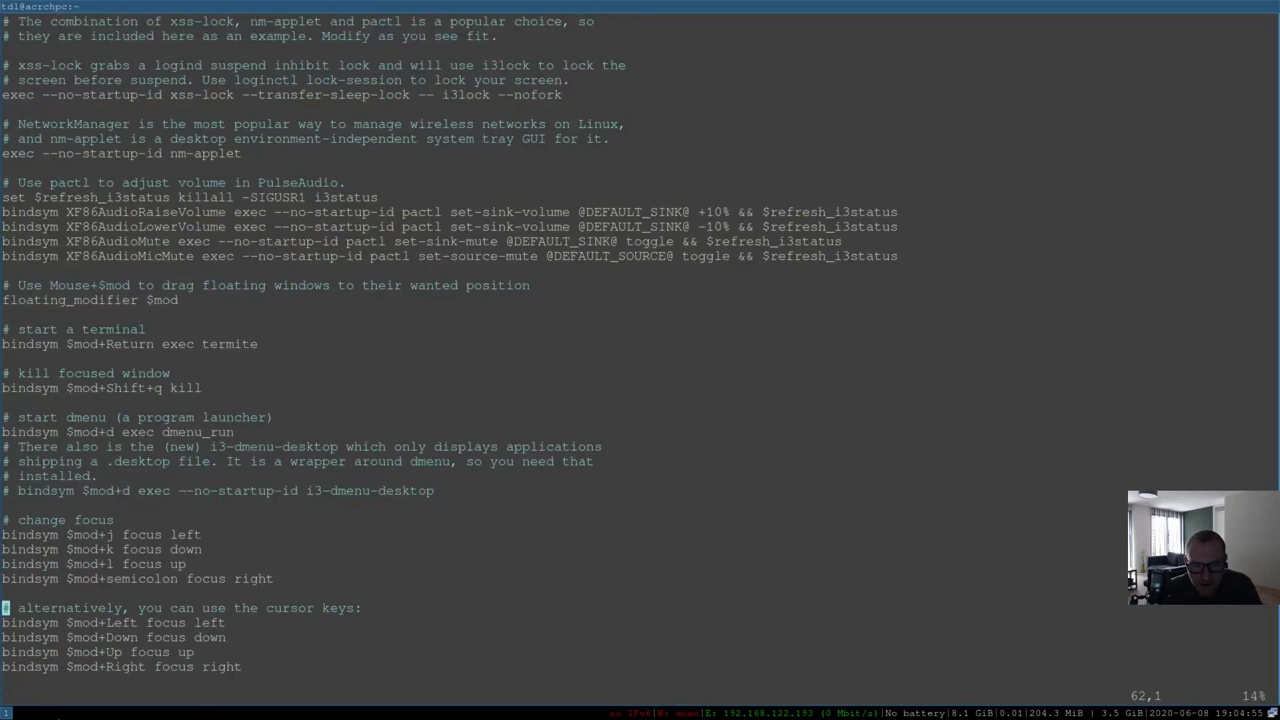 tdl@acrchpc:~
# The combination of xss-lock, nm-applet and pactl is a popular choice, so
# they are included here as an example. Modify as you see fit.
# xss-lock grabs a logind suspend inhibit lock and will use i3lock to lock the
# screen before suspend. Use loginctl lock-session to lock your screen.
exec --no-startup-id xss-lock --transfer-sleep-lock -- i3lock --nofork
# NetworkManager is the most popular way to manage wireless networks on Linux,
# and nm-applet is a desktop environment-independent system tray GUI for it.
exec --no-startup-id nm-applet
# Use pactl to adjust volume in PulseAudio.
set $refresh_i3status killall -SIGUSR1 i3status
bindsym XF86AudioRaiseVolume exec --no-startup-id pactl set-sink-volume @DEFAULT_SINK@ +10% && $refresh_i3status
bindsym XF86AudioLowerVolume exec --no-startup-id pactl set-sink-volume @DEFAULT_SINK@ -10% && $refresh_i3status
bindsym XF86AudioMute exec --no-startup-id pactl set-sink-mute @DEFAULT_SINK@ toggle && $refresh_i3status
bindsym XF86AudioMicMute exec --no-startup-id pactl set-source-mute @DEFAULT_SOURCE@ toggle && $refresh_i3status
# Use Mouse+$mod to drag floating windows to their wanted position
floating_modifier $mod
# start a terminal
bindsym $mod+Return exec termite
# kill focused window
bindsym $mod+Shift+q kill
# start dmenu (a program launcher)
bindsym $mod+d exec dmenu_run
# There also is the (new) i3-dmenu-desktop which only displays applications
# shipping a .desktop file. It is a wrapper around dmenu, so you need that
# installed.
# bindsym $mod+d exec --no-startup-id i3-dmenu-desktop
# change focus
bindsym $mod+j focus left
bindsym $mod+k focus down
bindsym $mod+l focus up
bindsym $mod+semicolon focus right
# alternatively, you can use the cursor keys:
bindsym $mod+Left focus left
bindsym $mod+Down focus down
bindsym $mod+Up focus up
bindsym $mod+Right focus right
62,1 14%
1 no IPv6|W: down|E: 192.168.122.193 (0 Mbit/s)|No battery|8.1 GiB|0.01|204.3 MiB | 3.5 GiB|2020-06-08 19:04:55